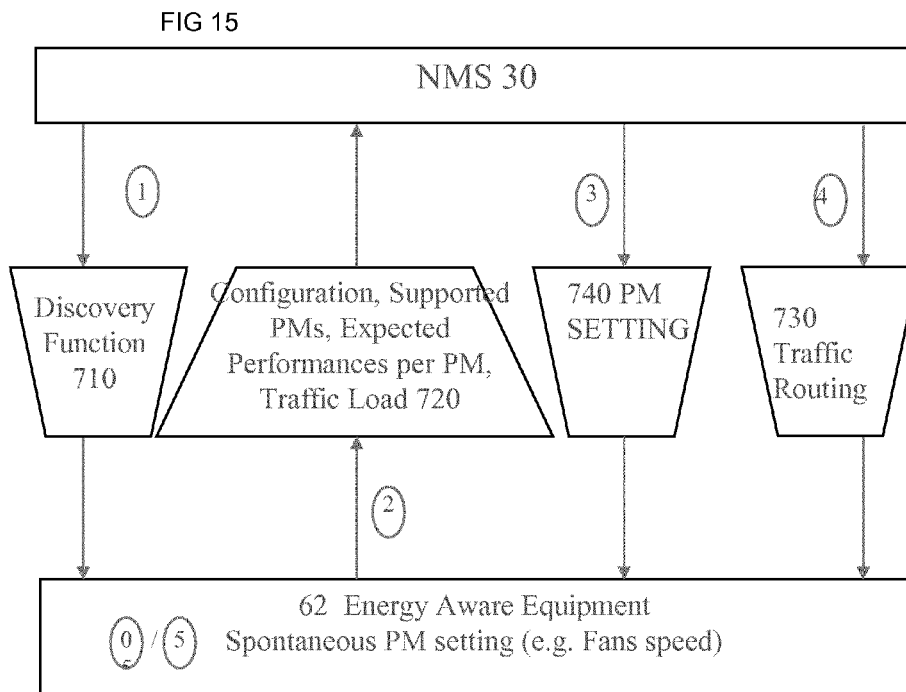 FIG 15
NMS 30
1
3
4
Discovery
Function
710
Configuration, Supported
PMs, Expected
Performances per PM,
Traffic Load 720
740 PM
SETTING
730
Traffic
Routing
2
62 Energy Aware Equipment
0 / 5 Spontaneous PM setting (e.g. Fans speed)